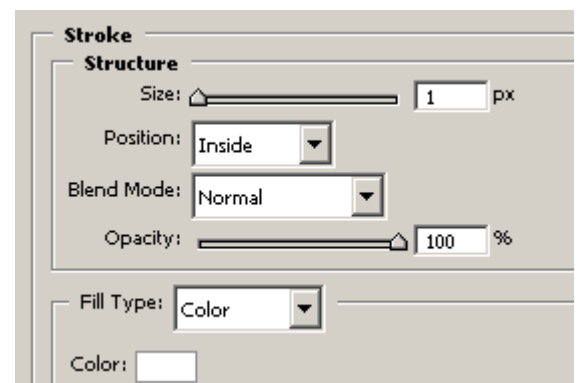 Stroke
Structure
Size: 1 px
Position: Inside
Blend Mode: Normal
Opacity: 100 %
Fill Type: Color
Color: